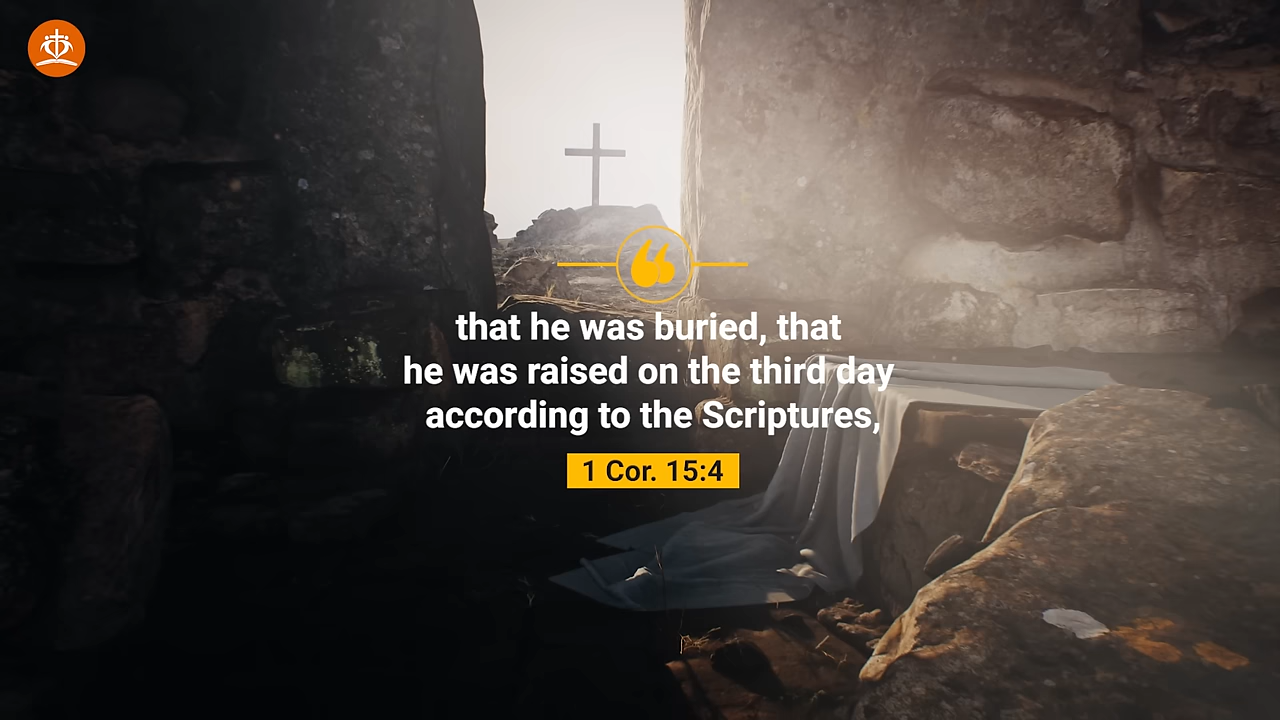 that he was buried, that
he was raised on the third day
according to the Scriptures,
1 Cor. 15:4